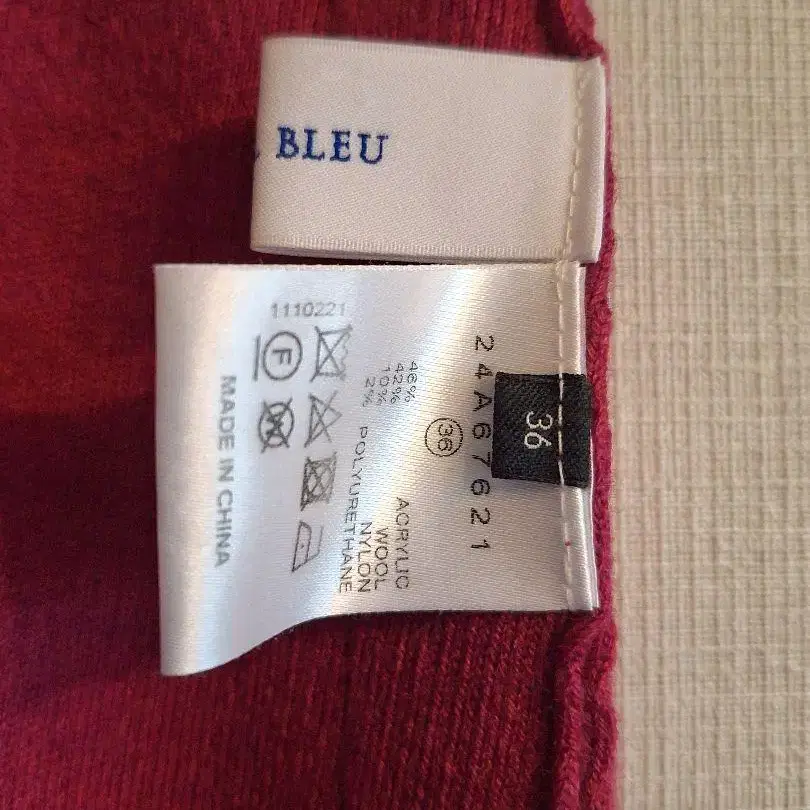 BLEU
36
24A67621
36
46% ACRYLIC
42% WOOL
10% NYLON
2% POLYURETHANE
1110221
F
MADE IN CHINA